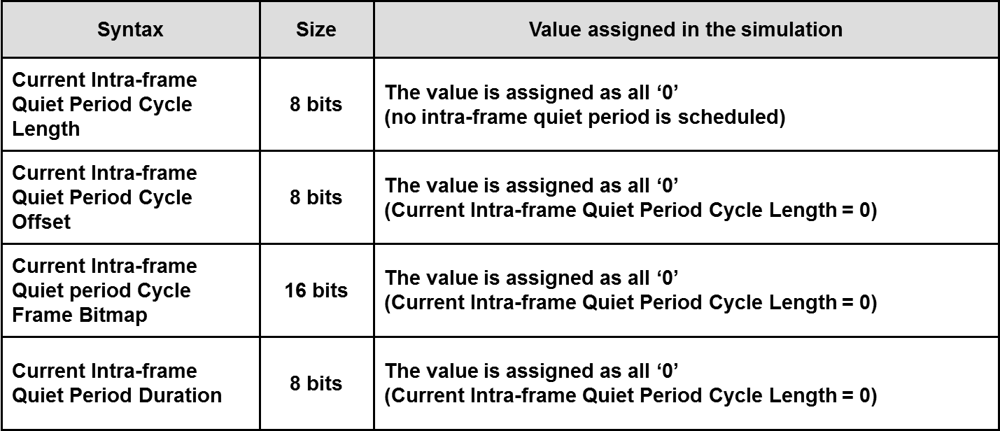 Syntax Size Value assigned in the simulation
Current Intra-frame
Quiet Period Cycle
Length
8 bits
The value is assigned as all ‘0’
(no intra-frame quiet period is scheduled)
Current Intra-frame
Quiet Period Cycle
Offset
8 bits
The value is assigned as all ‘0’
(Current Intra-frame Quiet Period Cycle Length = 0)
Current Intra-frame
Quiet period Cycle
Frame Bitmap
16 bits
The value is assigned as all ‘0’
(Current Intra-frame Quiet Period Cycle Length = 0)
Current Intra-frame
Quiet Period Duration
8 bits
The value is assigned as all ‘0’
(Current Intra-frame Quiet Period Cycle Length = 0)